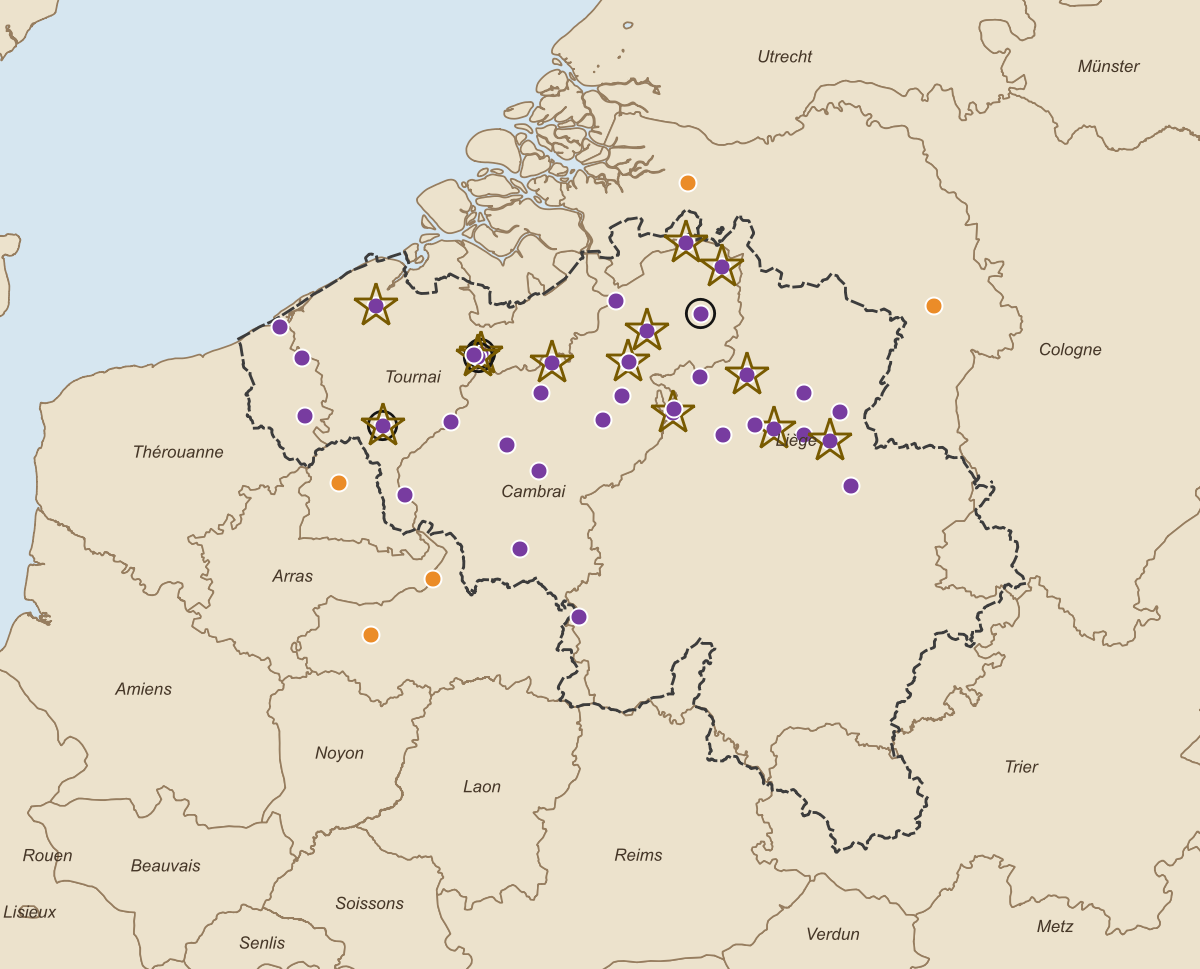 Utrecht
Münster
Cologne
Tournai
Thérouanne
Liège
Cambrai
Arras
Amiens
Noyon
Trier
Laon
Rouen
Beauvais
Reims
Soissons
Lisieux
Senlis
Verdun
Metz